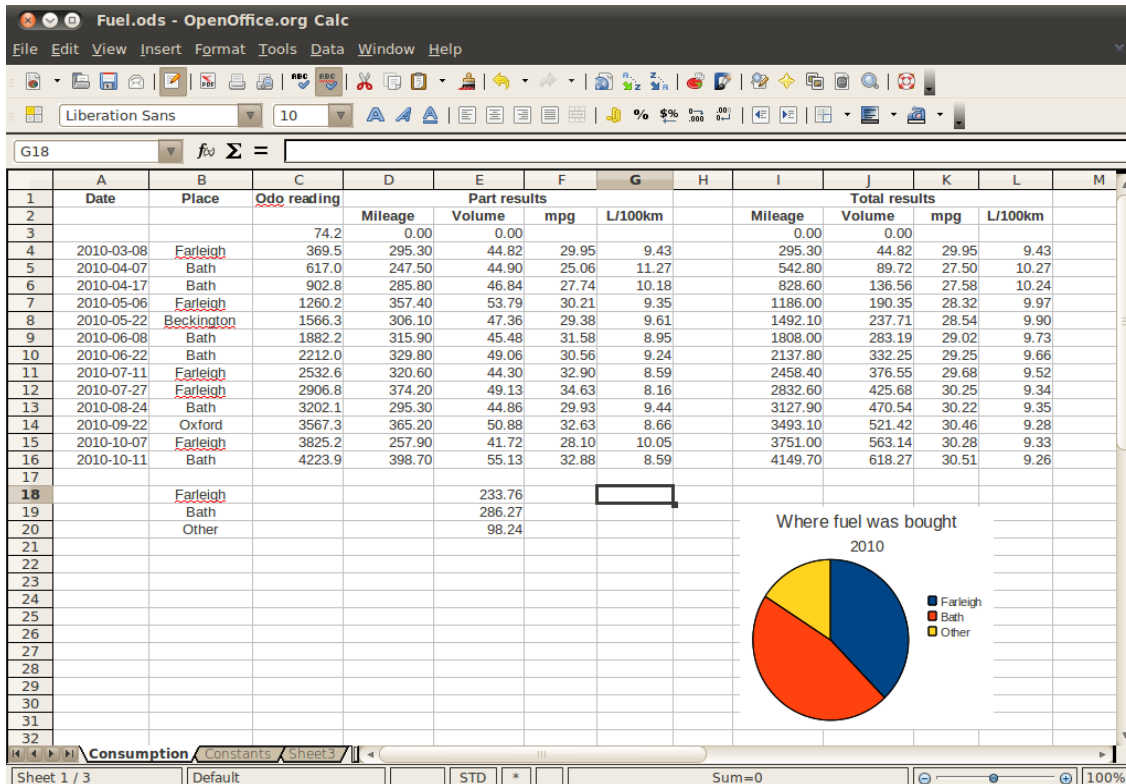 Fuel.ods - OpenOffice.org Calc
File Edit View Insert Format Tools Data Window Help
Liberation Sans 10
G18 f(x) Σ =
A B C D E F G H I J K L M
1 Date Place Odo reading Part results Total results
2 Mileage Volume mpg L/100km Mileage Volume mpg L/100km
3 74.2 0.00 0.00 0.00 0.00
4 2010-03-08 Farleigh 369.5 295.30 44.82 29.95 9.43 295.30 44.82 29.95 9.43
5 2010-04-07 Bath 617.0 247.50 44.90 25.06 11.27 542.80 89.72 27.50 10.27
6 2010-04-17 Bath 902.8 285.80 46.84 27.74 10.18 828.60 136.56 27.58 10.24
7 2010-05-06 Farleigh 1260.2 357.40 53.79 30.21 9.35 1186.00 190.35 28.32 9.97
8 2010-05-22 Beckington 1566.3 306.10 47.36 29.38 9.61 1492.10 237.71 28.54 9.90
9 2010-06-08 Bath 1882.2 315.90 45.48 31.58 8.95 1808.00 283.19 29.02 9.73
10 2010-06-22 Bath 2212.0 329.80 49.06 30.56 9.24 2137.80 332.25 29.25 9.66
11 2010-07-11 Farleigh 2532.6 320.60 44.30 32.90 8.59 2458.40 376.55 29.68 9.52
12 2010-07-27 Farleigh 2906.8 374.20 49.13 34.63 8.16 2832.60 425.68 30.25 9.34
13 2010-08-24 Bath 3202.1 295.30 44.86 29.93 9.44 3127.90 470.54 30.22 9.35
14 2010-09-22 Oxford 3567.3 365.20 50.88 32.63 8.66 3493.10 521.42 30.46 9.28
15 2010-10-07 Farleigh 3825.2 257.90 41.72 28.10 10.05 3751.00 563.14 30.28 9.33
16 2010-10-11 Bath 4223.9 398.70 55.13 32.88 8.59 4149.70 618.27 30.51 9.26
17
18 Farleigh 233.76
19 Bath 286.27
20 Other 98.24
Where fuel was bought
21
2010
22
23
24
Farleigh
25
Bath
26
Other
27
28
29
30
31
32
Consumption Constants Sheet3
Sheet 1 / 3 Default STD * Sum=0 100%